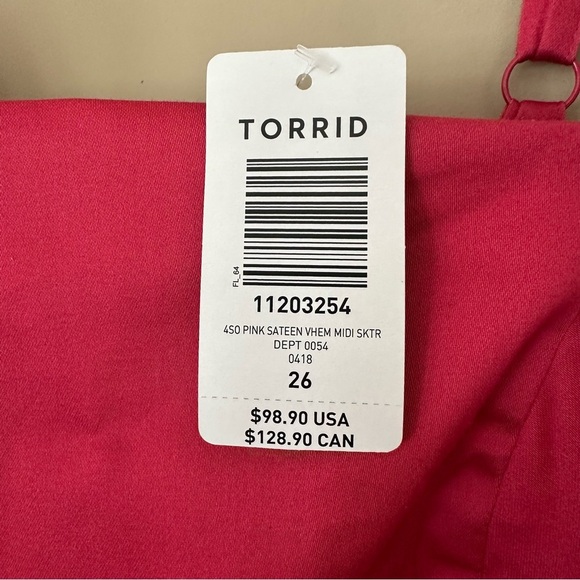 TORRID
FL_64
11203254
4SO PINK SATEEN VHEM MIDI SKTR
DEPT 0054
0418
26
$98.90 USA
$128.90 CAN